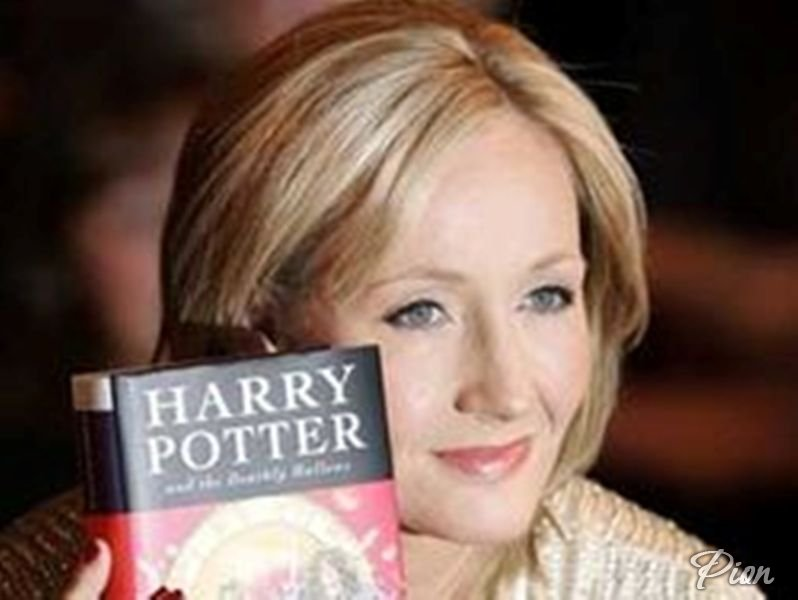 HARRY
POTTER
and the Deathly Hallows
Pion